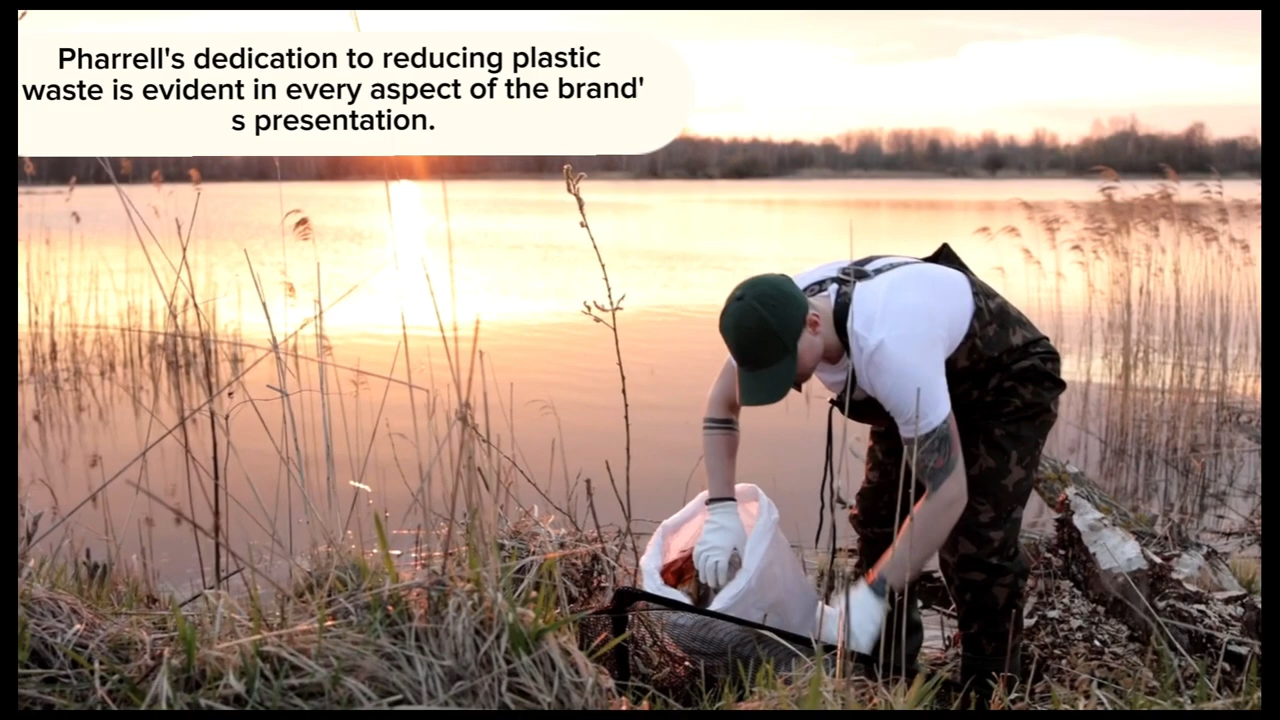 Pharrell's dedication to reducing plastic
waste is evident in every aspect of the brand'
s presentation.